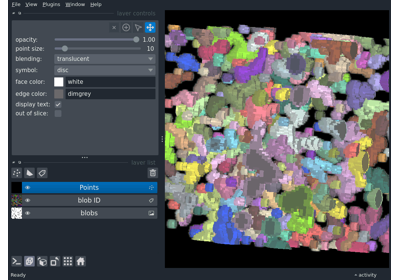 File View Plugins Window Help
layer controls
opacity: 1.00
point size: 10
blending: translucent
symbol: disc
face color: white
edge color: dimgrey
display text:
out of slice:
layer list
Points
blob ID
blobs
Ready
activity